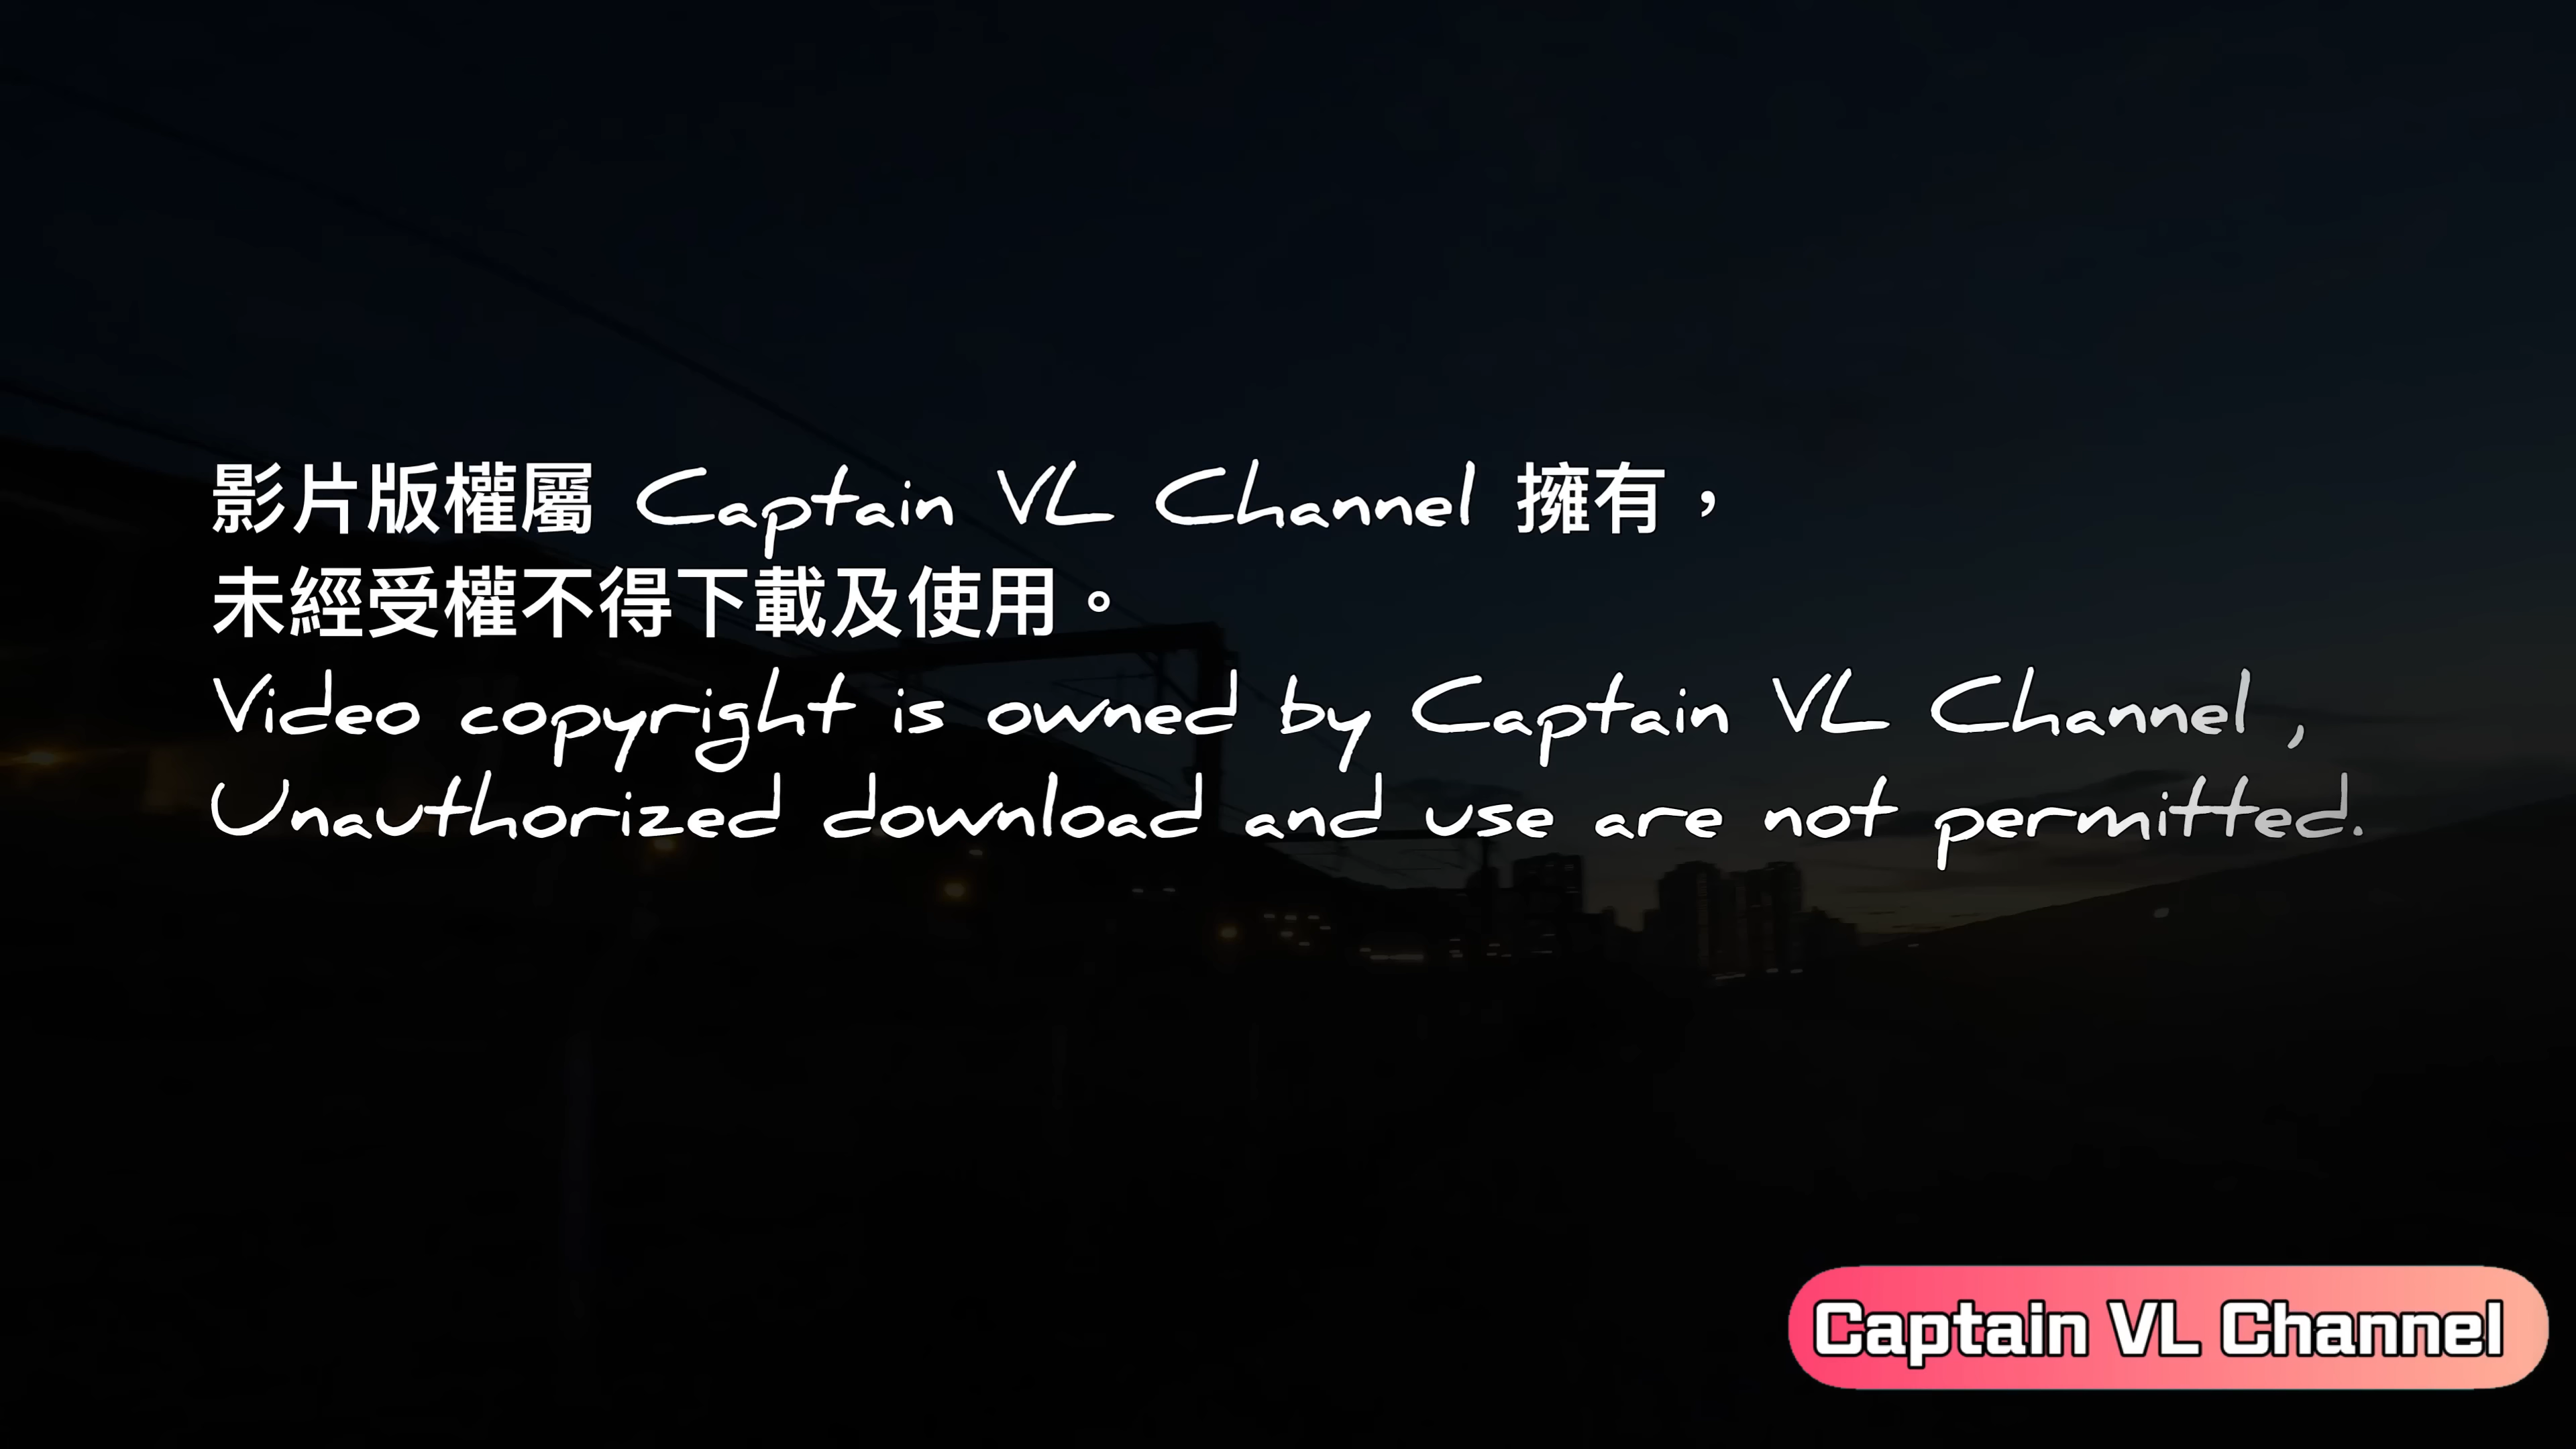 影片版權屬 Captain VL Channel 擁有，
未經受權不得下載及使用。
Video copyright is owned by Captain VL Channel ,
Unauthorized download and use are not permitted.
Captain VL Channel